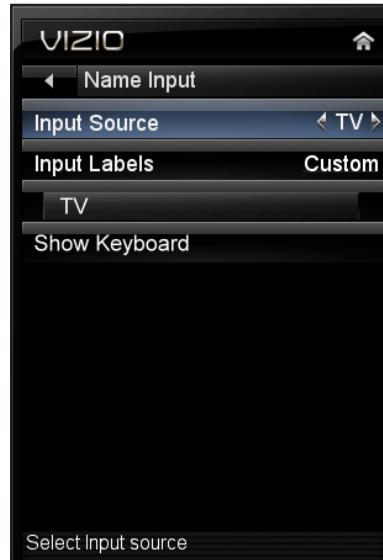 VIZIO
Name Input
Input Source TV
Input Labels Custom
TV
Show Keyboard
Select Input source